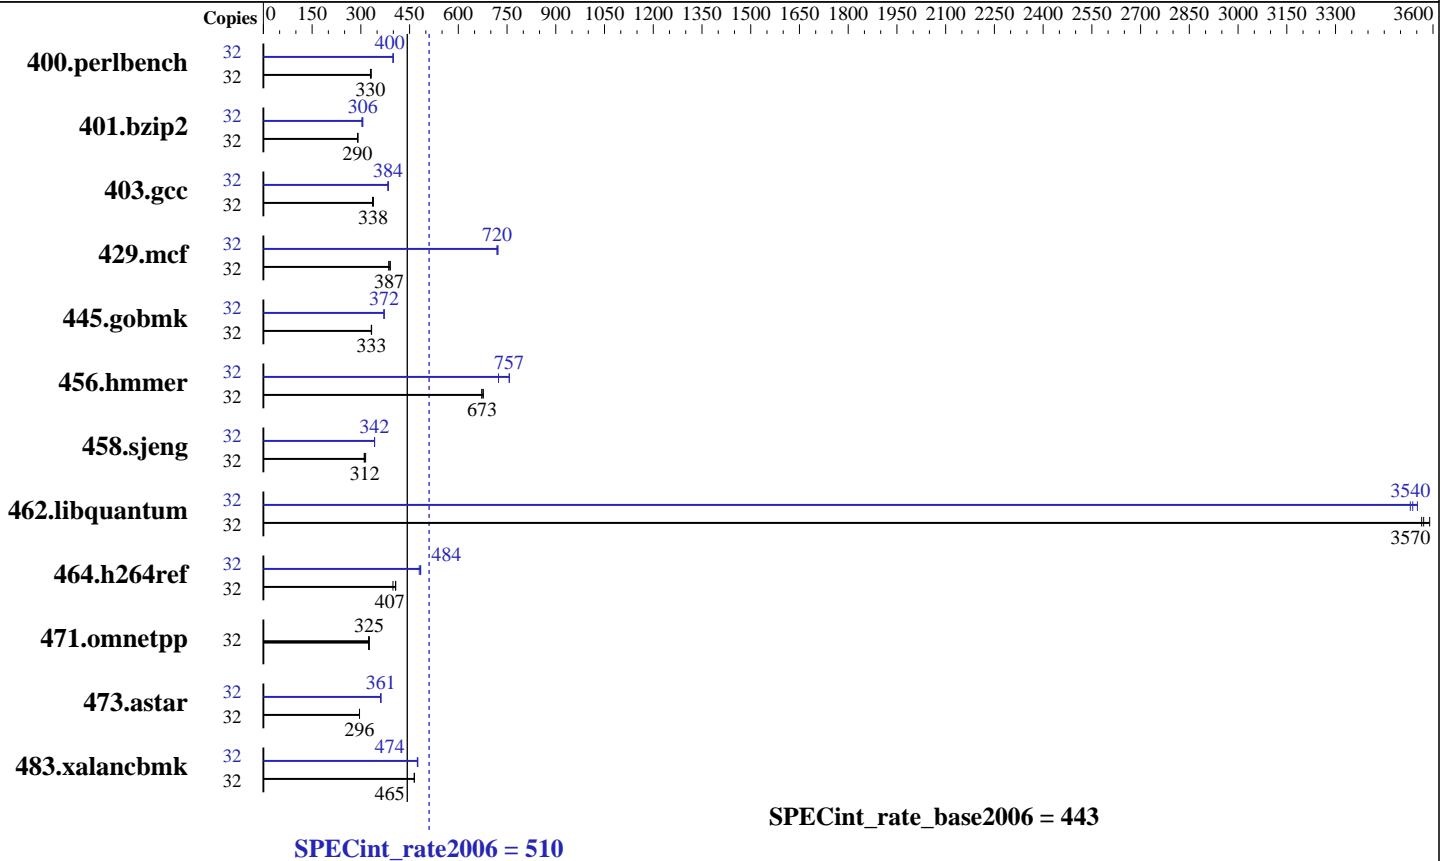 Copies 0 150 300 450 600 750 900 1050 1200 1350 1500 1650 1800 1950 2100 2250 2400 2550 2700 2850 3000 3150 3300 3600
400.perlbench 32 400
32 330
401.bzip2 32 306
32 290
403.gcc 32 384
32 338
429.mcf 32 720
32 387
445.gobmk 32 372
32 333
456.hmmer 32 757
32 673
458.sjeng 32 342
32 312
462.libquantum 32 3540
32 3570
464.h264ref 32 484
32 407
471.omnetpp 32 325
473.astar 32 361
32 296
483.xalancbmk 32 474
32 465
SPECint_rate_base2006 = 443
SPECint_rate2006 = 510